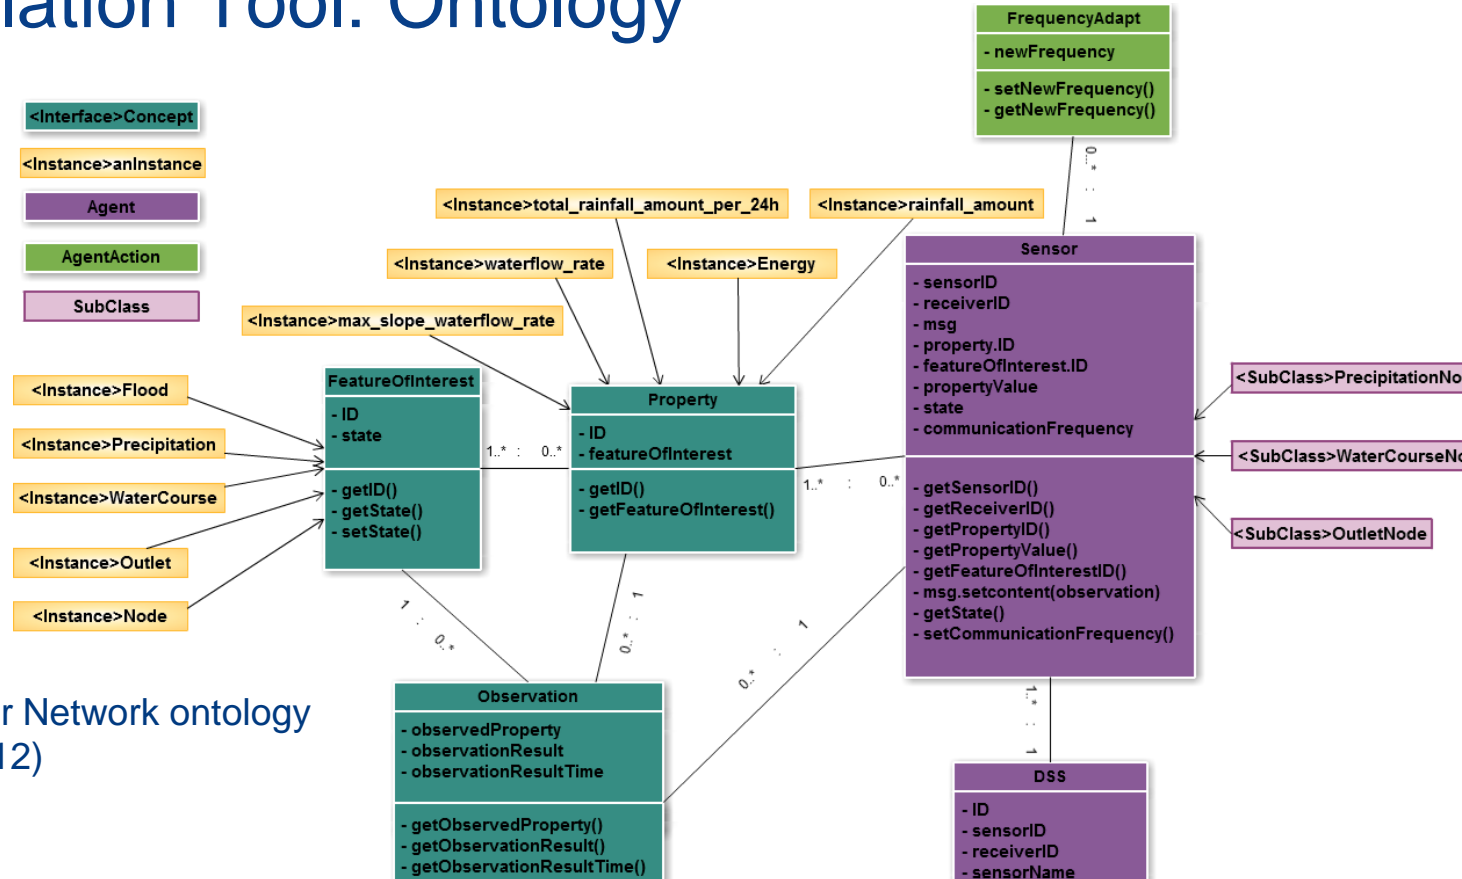 lation Tool: Ontology
FrequencyAdapt
- newFrequency
- setNewFrequency()
- getNewFrequency()
<Interface>Concept
<Instance>anInstance
Agent
AgentAction
SubClass
0..* : 1
<Instance>total_rainfall_amount_per_24h
<Instance>rainfall_amount
<Instance>waterflow_rate
<Instance>Energy
<Instance>max_slope_waterflow_rate
<Instance>Flood
<Instance>Precipitation
<Instance>WaterCourse
<Instance>Outlet
<Instance>Node
FeatureOfInterest
- ID
- state
- getID()
- getState()
- setState()
1..* : 0..*
Property
- ID
- featureOfInterest
- getID()
- getFeatureOfInterest()
1..* : 0..*
Sensor
- sensorID
- receiverID
- msg
- property.ID
- featureOfInterest.ID
- propertyValue
- state
- communicationFrequency
- getSensorID()
- getReceiverID()
- getPropertyID()
- getPropertyValue()
- getFeatureOfInterestID()
- msg.setcontent(observation)
- getState()
- setCommunicationFrequency()
<SubClass>PrecipitationNo
<SubClass>WaterCourseNo
<SubClass>OutletNode
1 : 0..*
0..* : 1
0..* : 1
1..* : 1
r Network ontology
12)
Observation
- observedProperty
- observationResult
- observationResultTime
- getObservedProperty()
- getObservationResult()
- getObservationResultTime()
DSS
- ID
- sensorID
- receiverID
- sensorName